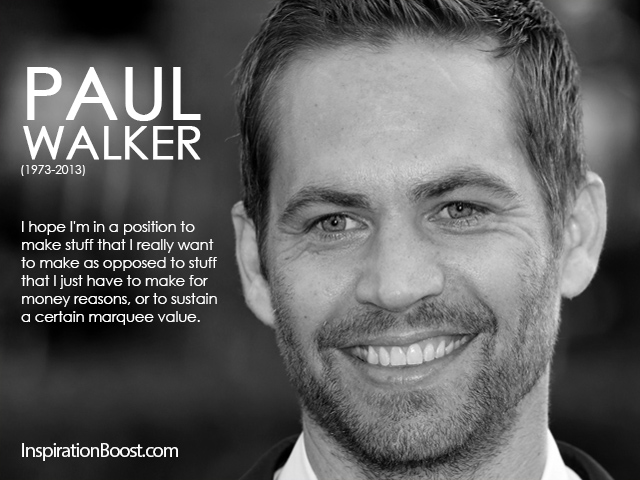 PAUL
WALKER
(1973-2013)
I hope I'm in a position to
make stuff that I really want
to make as opposed to stuff
that I just have to make for
money reasons, or to sustain
a certain marquee value.
InspirationBoost.com